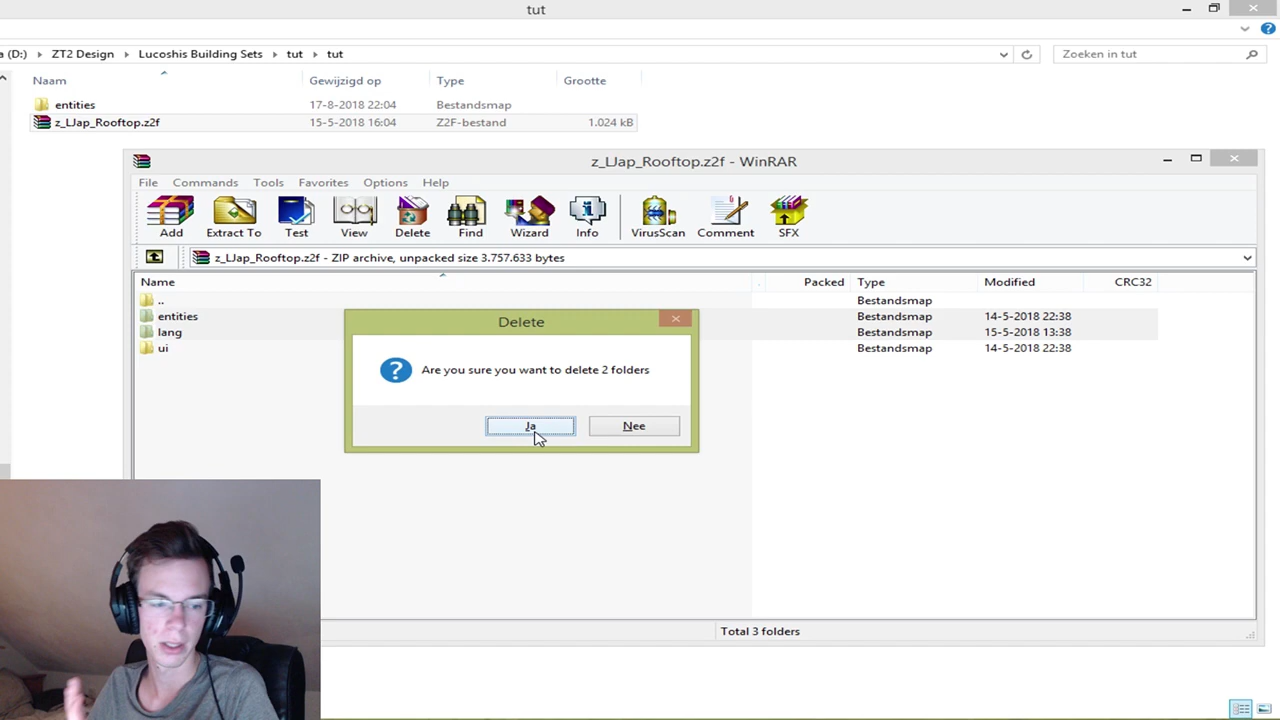 tut
a (D:) ZT2 Design Lucoshis Building Sets tut tut Zoeken in tut
Naam Gewijzigd op Type Grootte
entities 17-8-2018 22:04 Bestandsmap
z_LJap_Rooftop.z2f 15-5-2018 16:04 Z2F-bestand 1.024 kB
z_LJap_Rooftop.z2f - WinRAR
File Commands Tools Favorites Options Help
Add Extract To Test View Delete Find Wizard Info VirusScan Comment SFX
z_LJap_Rooftop.z2f - ZIP archive, unpacked size 3.757.633 bytes
Name Packed Type Modified CRC32
.. Bestandsmap
entities Bestandsmap 14-5-2018 22:38
lang Bestandsmap 15-5-2018 13:38
ui Bestandsmap 14-5-2018 22:38
Delete
Are you sure you want to delete 2 folders
Ja Nee
Total 3 folders